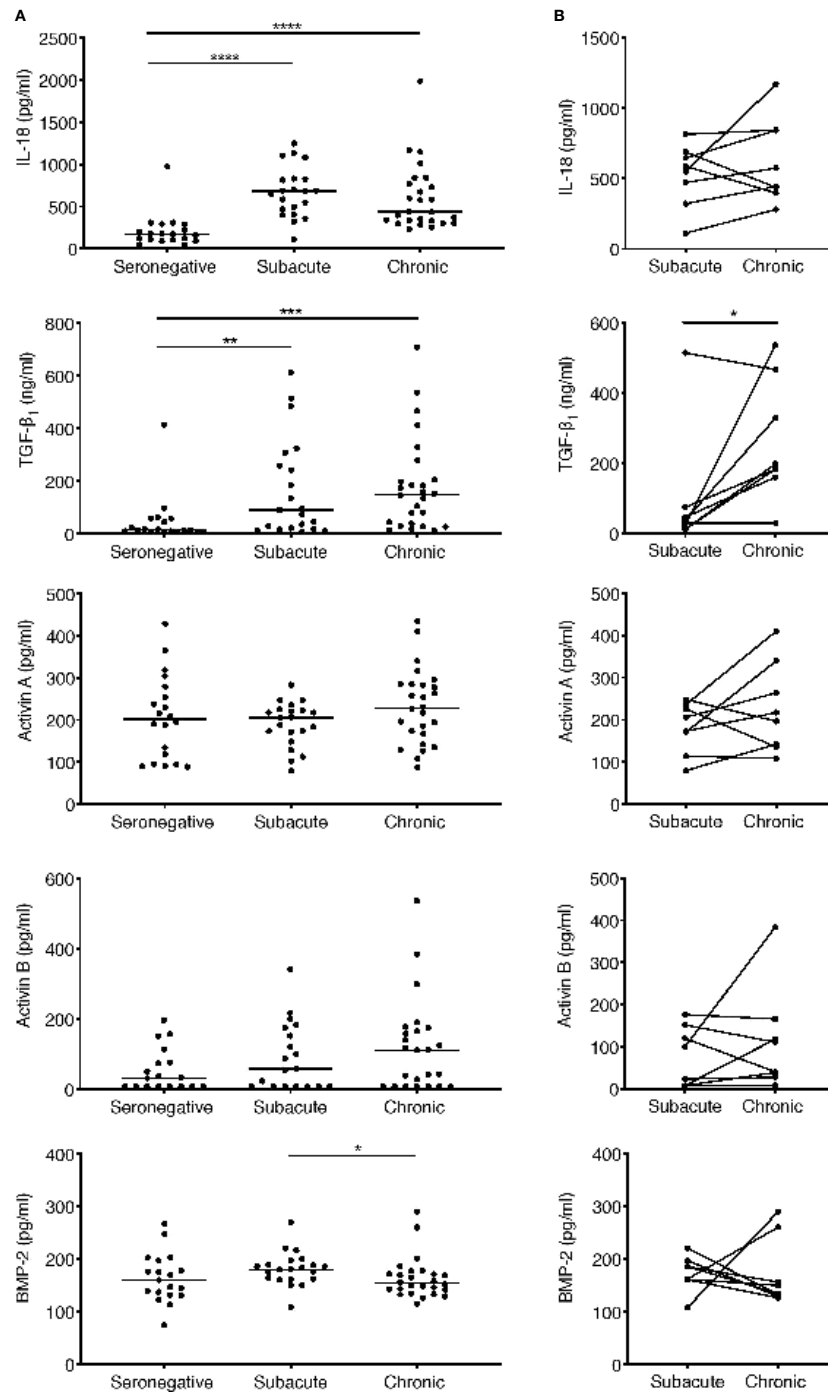 A
B
****
****
IL-18 (pg/ml)
2500
2000
1500
1000
500
0
Seronegative Subacute Chronic
IL-18 (pg/ml)
1500
1000
500
0
Subacute Chronic
***
**
TGF-β₁ (ng/ml)
800
600
400
200
0
Seronegative Subacute Chronic
*
TGF-β₁ (ng/ml)
600
400
200
0
Subacute Chronic
Activin A (pg/ml)
500
400
300
200
100
0
Seronegative Subacute Chronic
Activin A (pg/ml)
500
400
300
200
100
0
Subacute Chronic
Activin B (pg/ml)
600
400
200
0
Seronegative Subacute Chronic
Activin B (pg/ml)
500
400
300
200
100
0
Subacute Chronic
*
BMP-2 (pg/ml)
400
300
200
100
0
Seronegative Subacute Chronic
BMP-2 (pg/ml)
400
300
200
100
0
Subacute Chronic